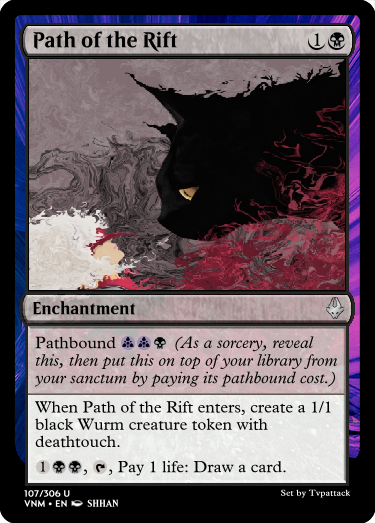 Path of the Rift 1
Enchantment
Pathbound (As a sorcery, reveal
this, then put this on top of your library from
your sanctum by paying its pathbound cost.)
When Path of the Rift enters, create a 1/1
black Wurm creature token with
deathtouch.
1 , , Pay 1 life: Draw a card.
107/306 U
VNM • EN SHHAN
Set by Tvpattack